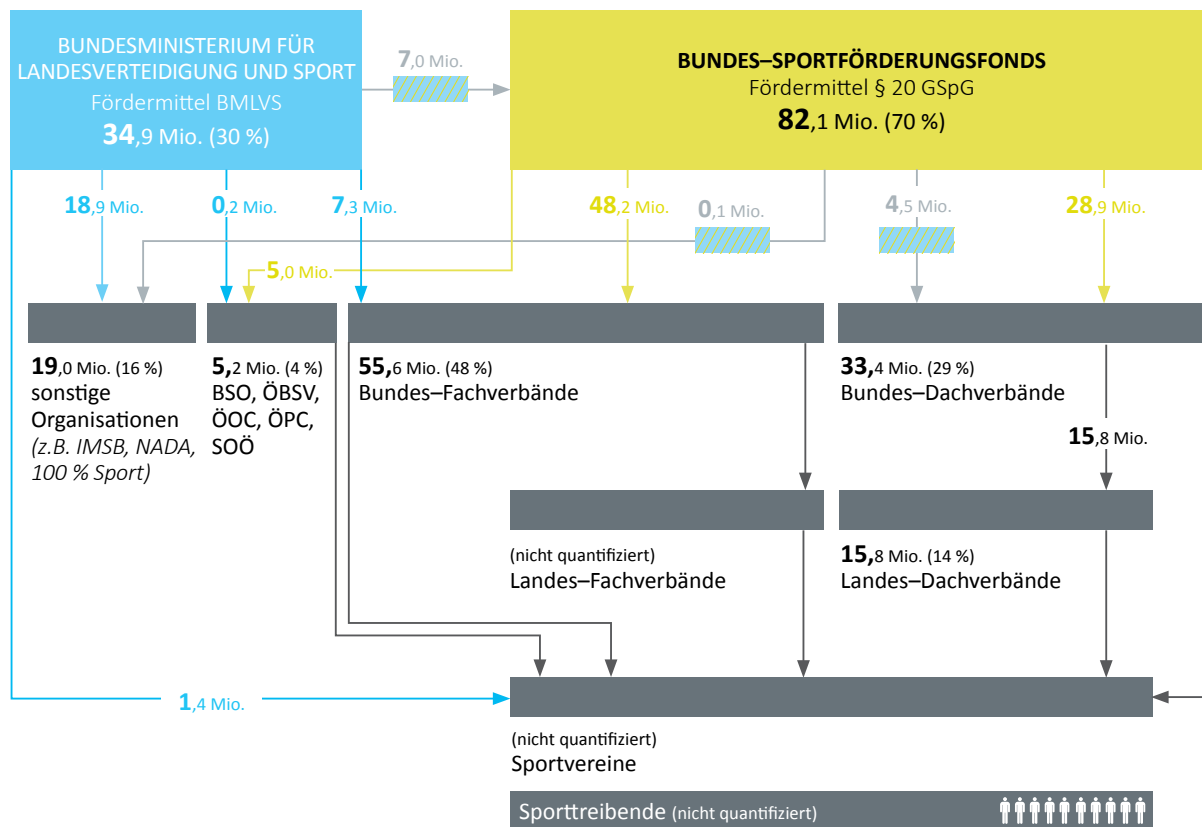 BUNDESMINISTERIUM FÜR
LANDESVERTEIDIGUNG UND SPORT
Fördermittel BMLVS
34,9 Mio. (30 %)
7,0 Mio.
BUNDES–SPORTFÖRDERUNGSFONDS
Fördermittel § 20 GSpG
82,1 Mio. (70 %)
18,9 Mio.
0,2 Mio.
7,3 Mio.
48,2 Mio.
0,1 Mio.
4,5 Mio.
28,9 Mio.
5,0 Mio.
19,0 Mio. (16 %)
sonstige
Organisationen
(z.B. IMSB, NADA,
100 % Sport)
5,2 Mio. (4 %)
BSO, ÖBSV,
ÖOC, ÖPC,
SOÖ
55,6 Mio. (48 %)
Bundes–Fachverbände
33,4 Mio. (29 %)
Bundes–Dachverbände
15,8 Mio.
(nicht quantifiziert)
Landes–Fachverbände
15,8 Mio. (14 %)
Landes–Dachverbände
1,4 Mio.
(nicht quantifiziert)
Sportvereine
Sporttreibende (nicht quantifiziert)